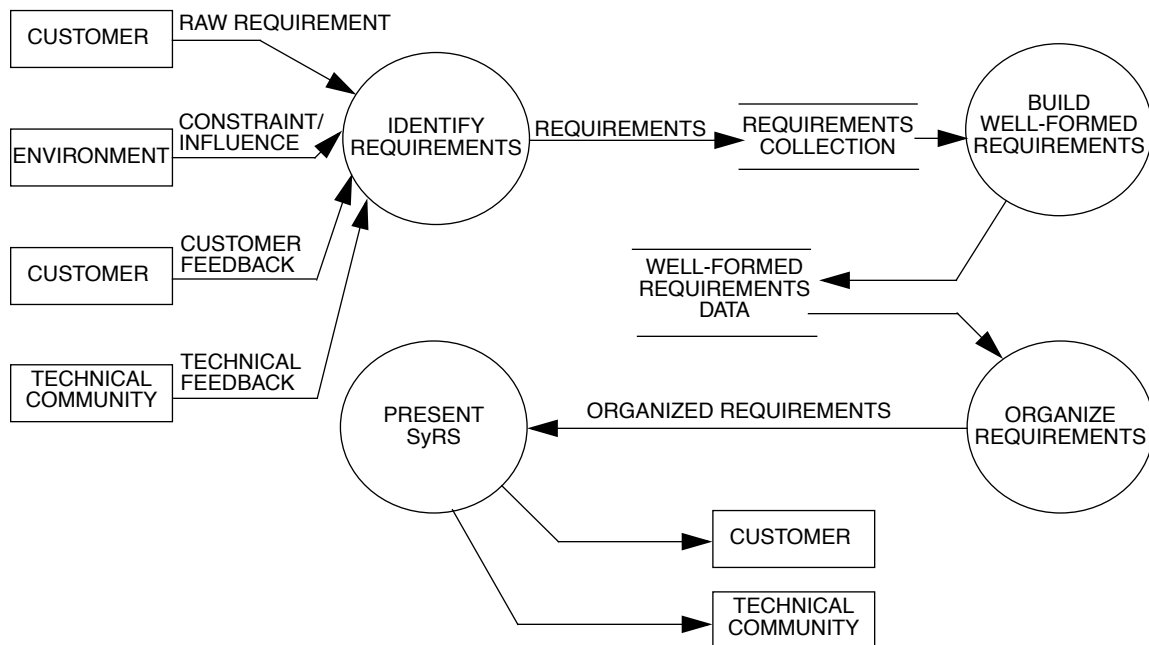 CUSTOMER
RAW REQUIREMENT
ENVIRONMENT
CONSTRAINT/
INFLUENCE
CUSTOMER
CUSTOMER
FEEDBACK
TECHNICAL
COMMUNITY
TECHNICAL
FEEDBACK
IDENTIFY
REQUIREMENTS
REQUIREMENTS
REQUIREMENTS
COLLECTION
BUILD
WELL-FORMED
REQUIREMENTS
WELL-FORMED
REQUIREMENTS
DATA
ORGANIZE
REQUIREMENTS
ORGANIZED REQUIREMENTS
PRESENT
SyRS
CUSTOMER
TECHNICAL
COMMUNITY